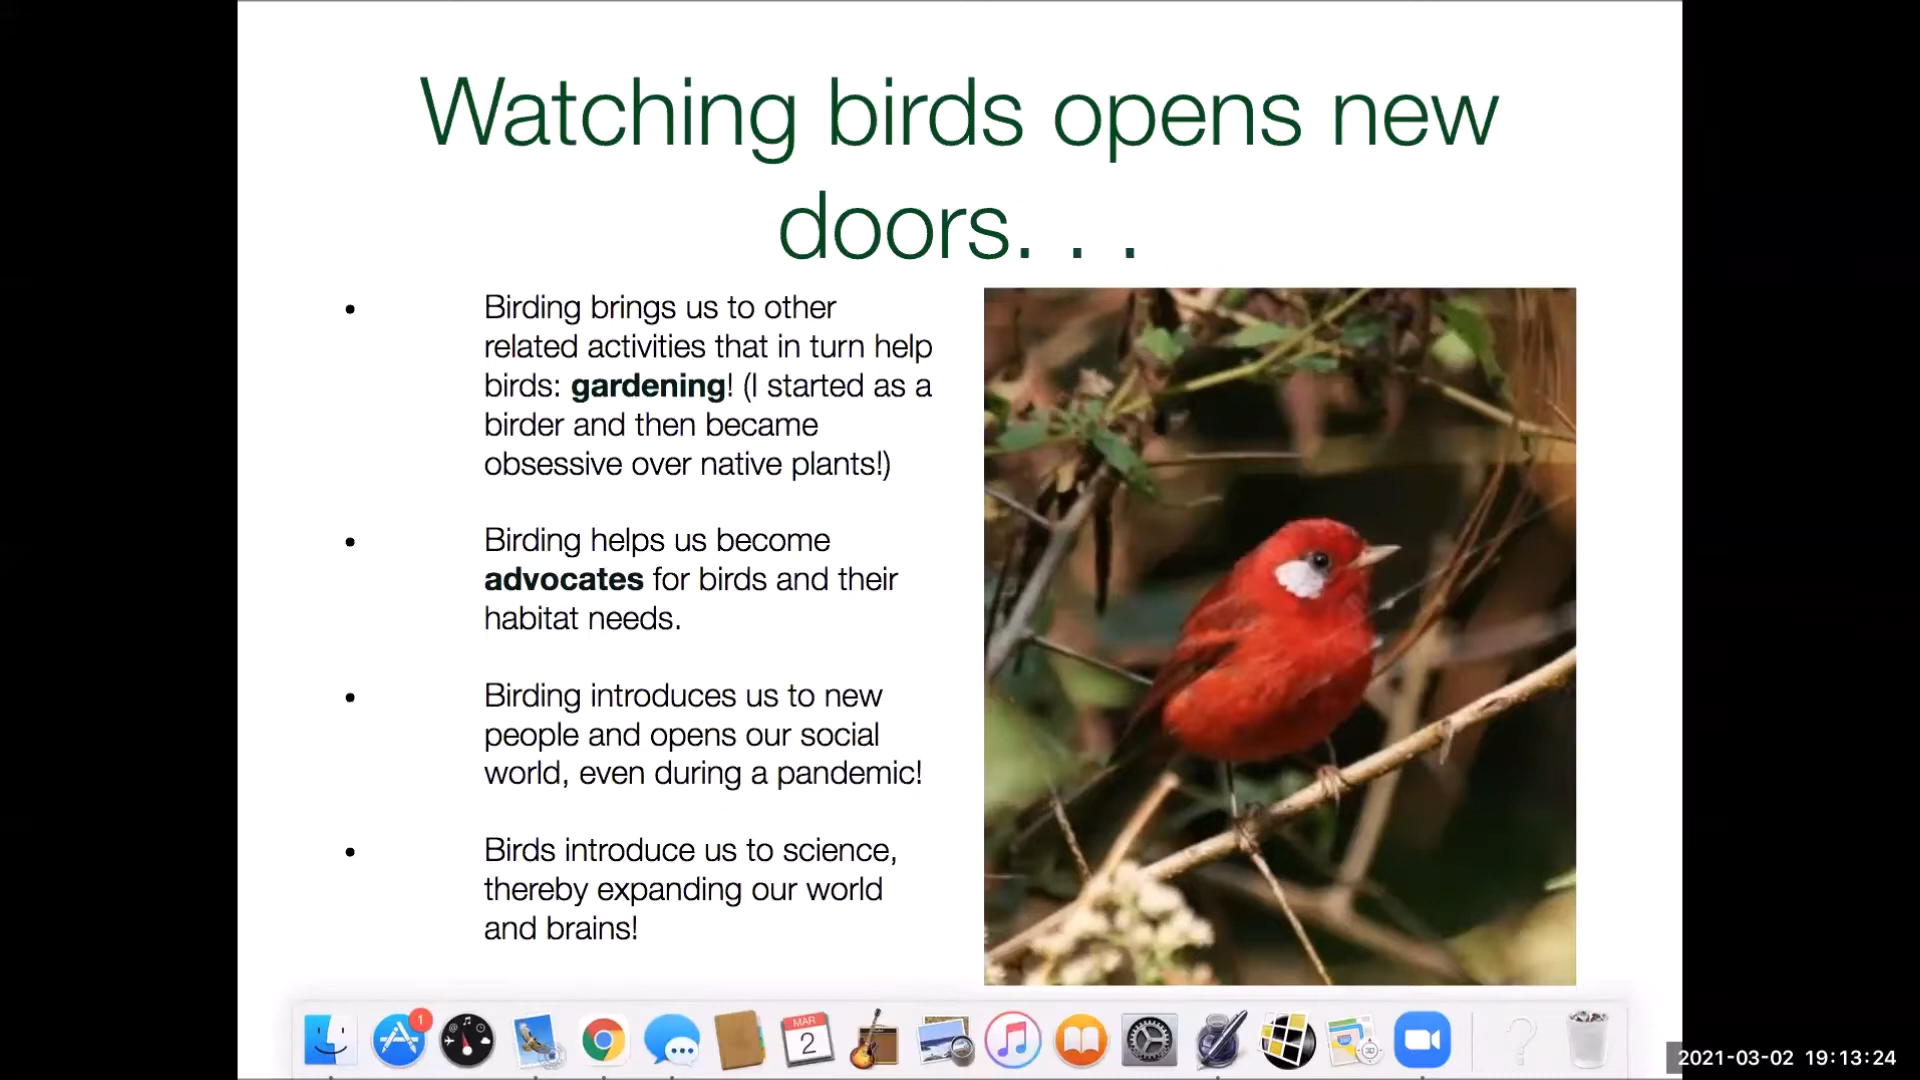 Watching birds opens new
doors. . .
• Birding brings us to other
related activities that in turn help
birds: gardening! (I started as a
birder and then became
obsessive over native plants!)
• Birding helps us become
advocates for birds and their
habitat needs.
• Birding introduces us to new
people and opens our social
world, even during a pandemic!
• Birds introduce us to science,
thereby expanding our world
and brains!
1
MAR
2
2021-03-02 19:13:24